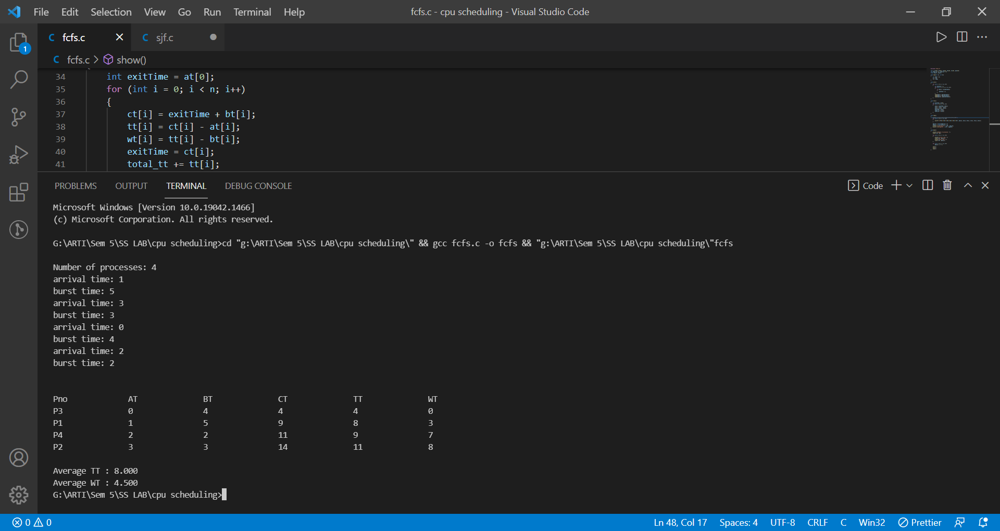 File Edit Selection View Go Run Terminal Help fcfs.c - cpu scheduling - Visual Studio Code
C fcfs.c C sjf.c
1
C fcfs.c > show()
34 int exitTime = at[0];
35 for (int i = 0; i < n; i++)
36 {
37 ct[i] = exitTime + bt[i];
38 tt[i] = ct[i] - at[i];
39 wt[i] = tt[i] - bt[i];
40 exitTime = ct[i];
41 total_tt += tt[i];
PROBLEMS OUTPUT TERMINAL DEBUG CONSOLE Code
Microsoft Windows [Version 10.0.19042.1466]
(c) Microsoft Corporation. All rights reserved.
G:\ARTI\Sem 5\SS LAB\cpu scheduling>cd "g:\ARTI\Sem 5\SS LAB\cpu scheduling\" && gcc fcfs.c -o fcfs && "g:\ARTI\Sem 5\SS LAB\cpu scheduling\"fcfs
Number of processes: 4
arrival time: 1
burst time: 5
arrival time: 3
burst time: 3
arrival time: 0
burst time: 4
arrival time: 2
burst time: 2
Pno AT BT CT TT WT
P3 0 4 4 4 0
P1 1 5 9 8 3
P4 2 2 11 9 7
P2 3 3 14 11 8
Average TT : 8.000
Average WT : 4.500
G:\ARTI\Sem 5\SS LAB\cpu scheduling>
0 0 Ln 48, Col 17 Spaces: 4 UTF-8 CRLF C Win32 Prettier